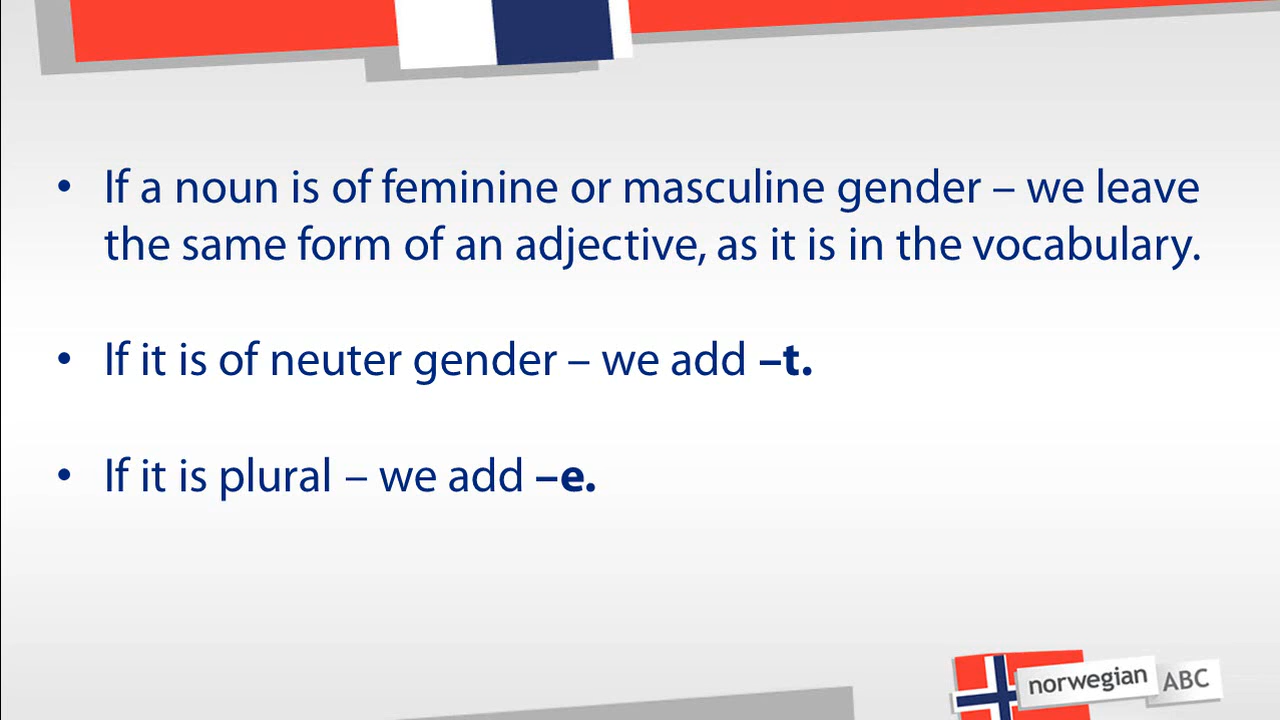 • If a noun is of feminine or masculine gender – we leave
the same form of an adjective, as it is in the vocabulary.
• If it is of neuter gender – we add –t.
• If it is plural – we add –e.
norwegian ABC